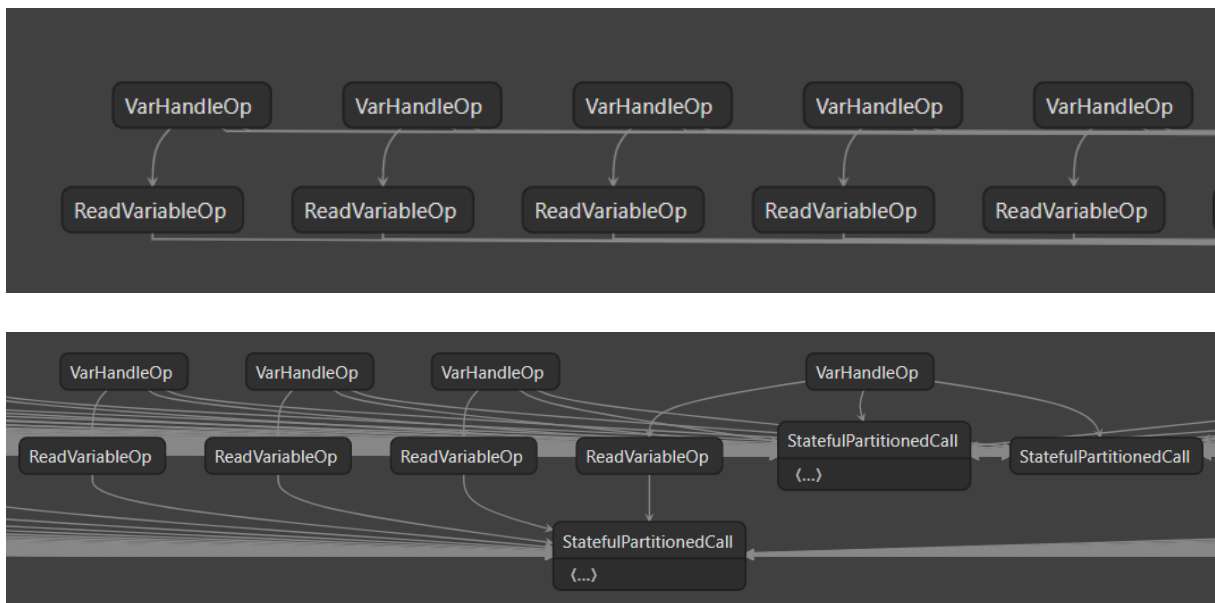 VarHandleOp VarHandleOp VarHandleOp VarHandleOp VarHandleOp
ReadVariableOp ReadVariableOp ReadVariableOp ReadVariableOp ReadVariableOp
VarHandleOp VarHandleOp VarHandleOp VarHandleOp
StatefulPartitionedCall
ReadVariableOp ReadVariableOp ReadVariableOp ReadVariableOp StatefulPartitionedCall
⟨...⟩
StatefulPartitionedCall
⟨...⟩